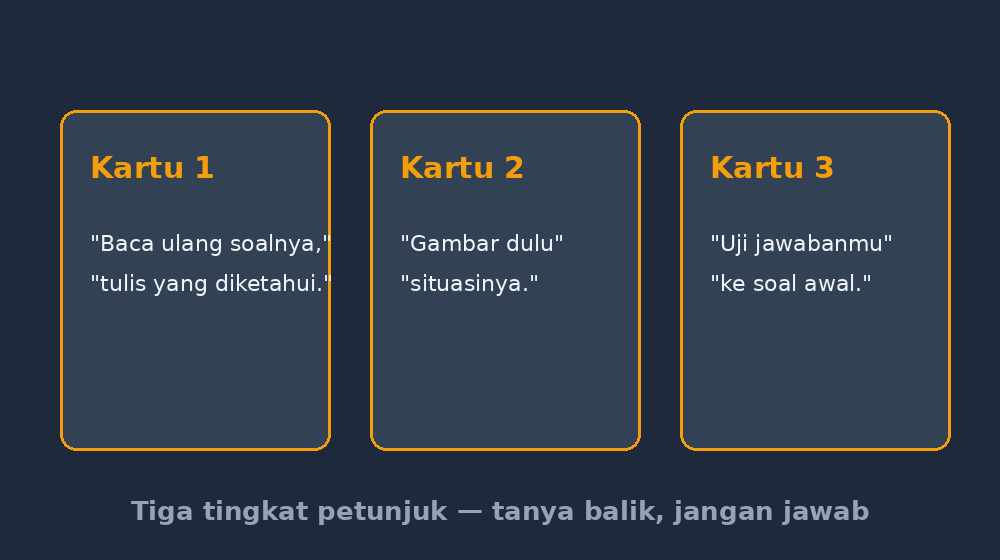 Kartu 1
"Baca ulang soalnya,"
"tulis yang diketahui."
Kartu 2
"Gambar dulu"
"situasinya."
Kartu 3
"Uji jawabanmu"
"ke soal awal."
Tiga tingkat petunjuk — tanya balik, jangan jawab